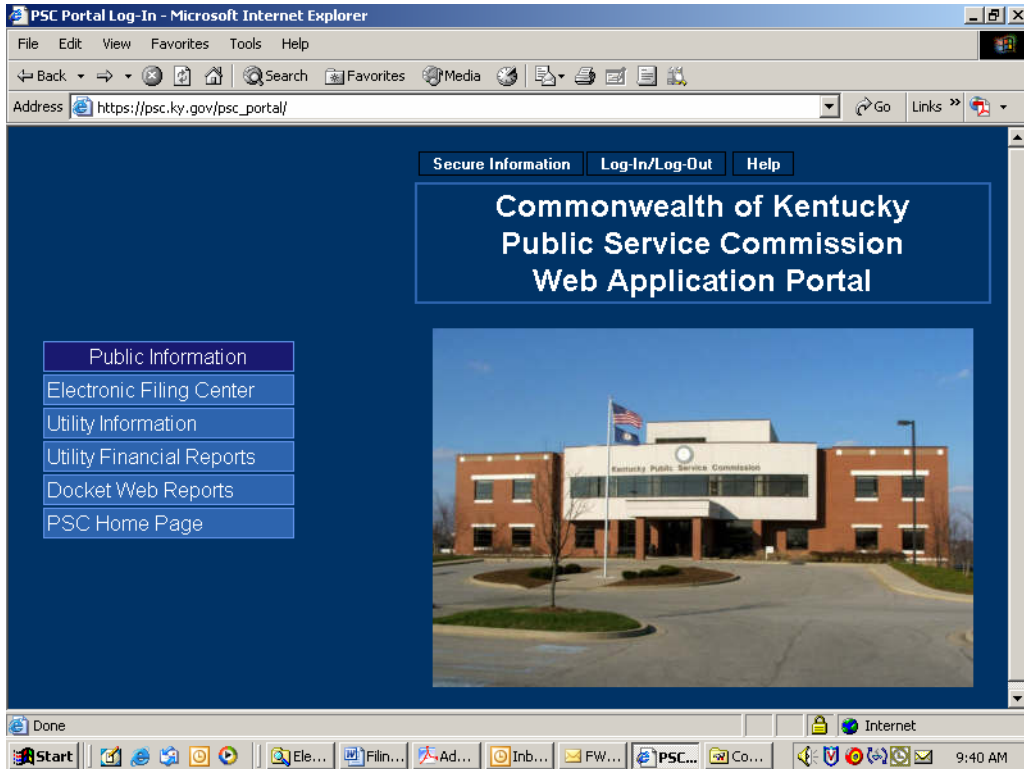 PSC Portal Log-In - Microsoft Internet Explorer
File Edit View Favorites Tools Help
Back Search Favorites Media
Address https://psc.ky.gov/psc_portal/ Go Links »
Secure Information Log-In/Log-Out Help
Commonwealth of Kentucky
Public Service Commission
Web Application Portal
Public Information
Electronic Filing Center
Utility Information
Utility Financial Reports
Docket Web Reports
PSC Home Page
Kentucky Public Service Commission
Done Internet
Start Ele... Filin... Ad... Inb... FW... PSC... Co... 9:40 AM